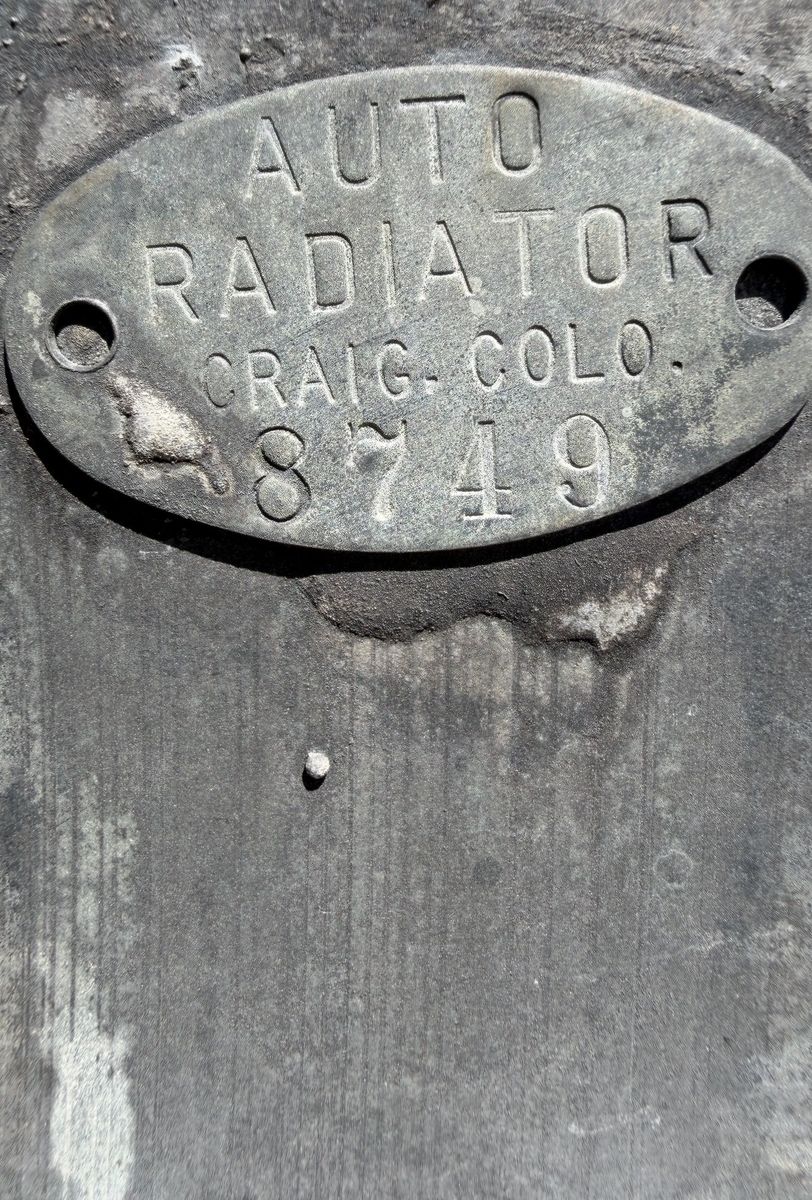 AUTO
RADIATOR
CRAIG. COLO.
8749